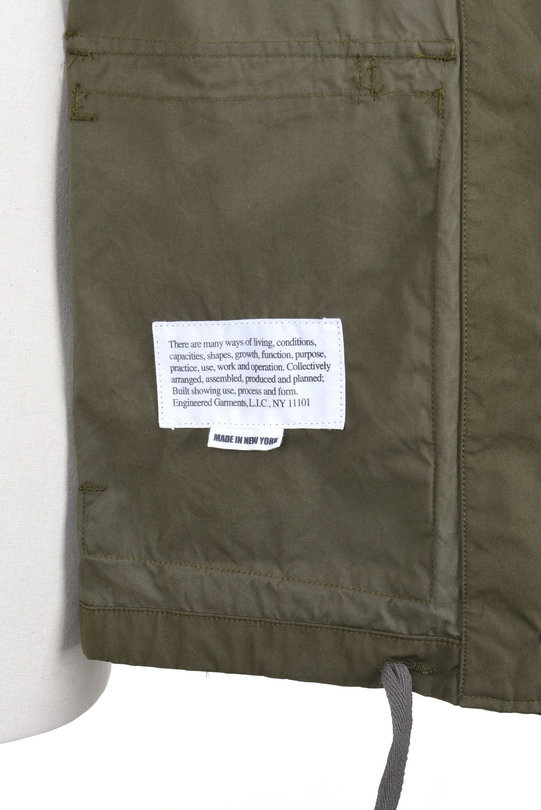 There are many ways of living, conditions,
capacities, shapes, growth, function, purpose,
practice, use, work and operation. Collectively
arranged, assembled, produced and planned;
Built showing use, process and form.
Engineered Garments, L.I.C , NY 11101
MADE IN NEW YORK